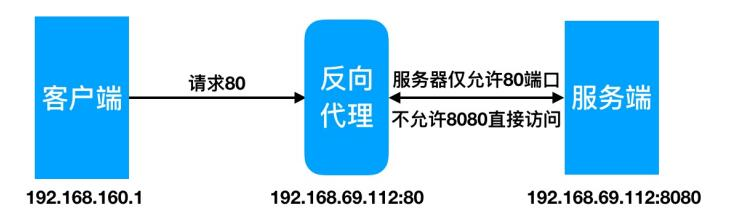 客户端
请求80
反向
代理
服务器仅允许80端口
不允许8080直接访问
服务端
192.168.160.1
192.168.69.112:80
192.168.69.112:8080